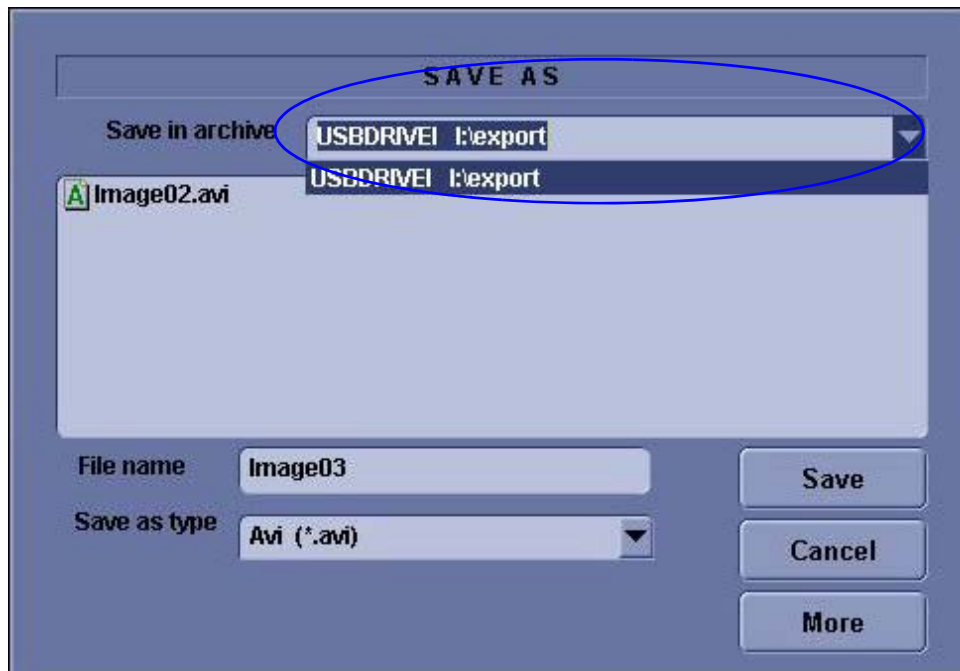 SAVE AS
Save in archive
USBDRIVEI I:\export
USBDRIVEI I:\export
Image02.avi
File name
Image03
Save
Save as type
Avi (*.avi)
Cancel
More